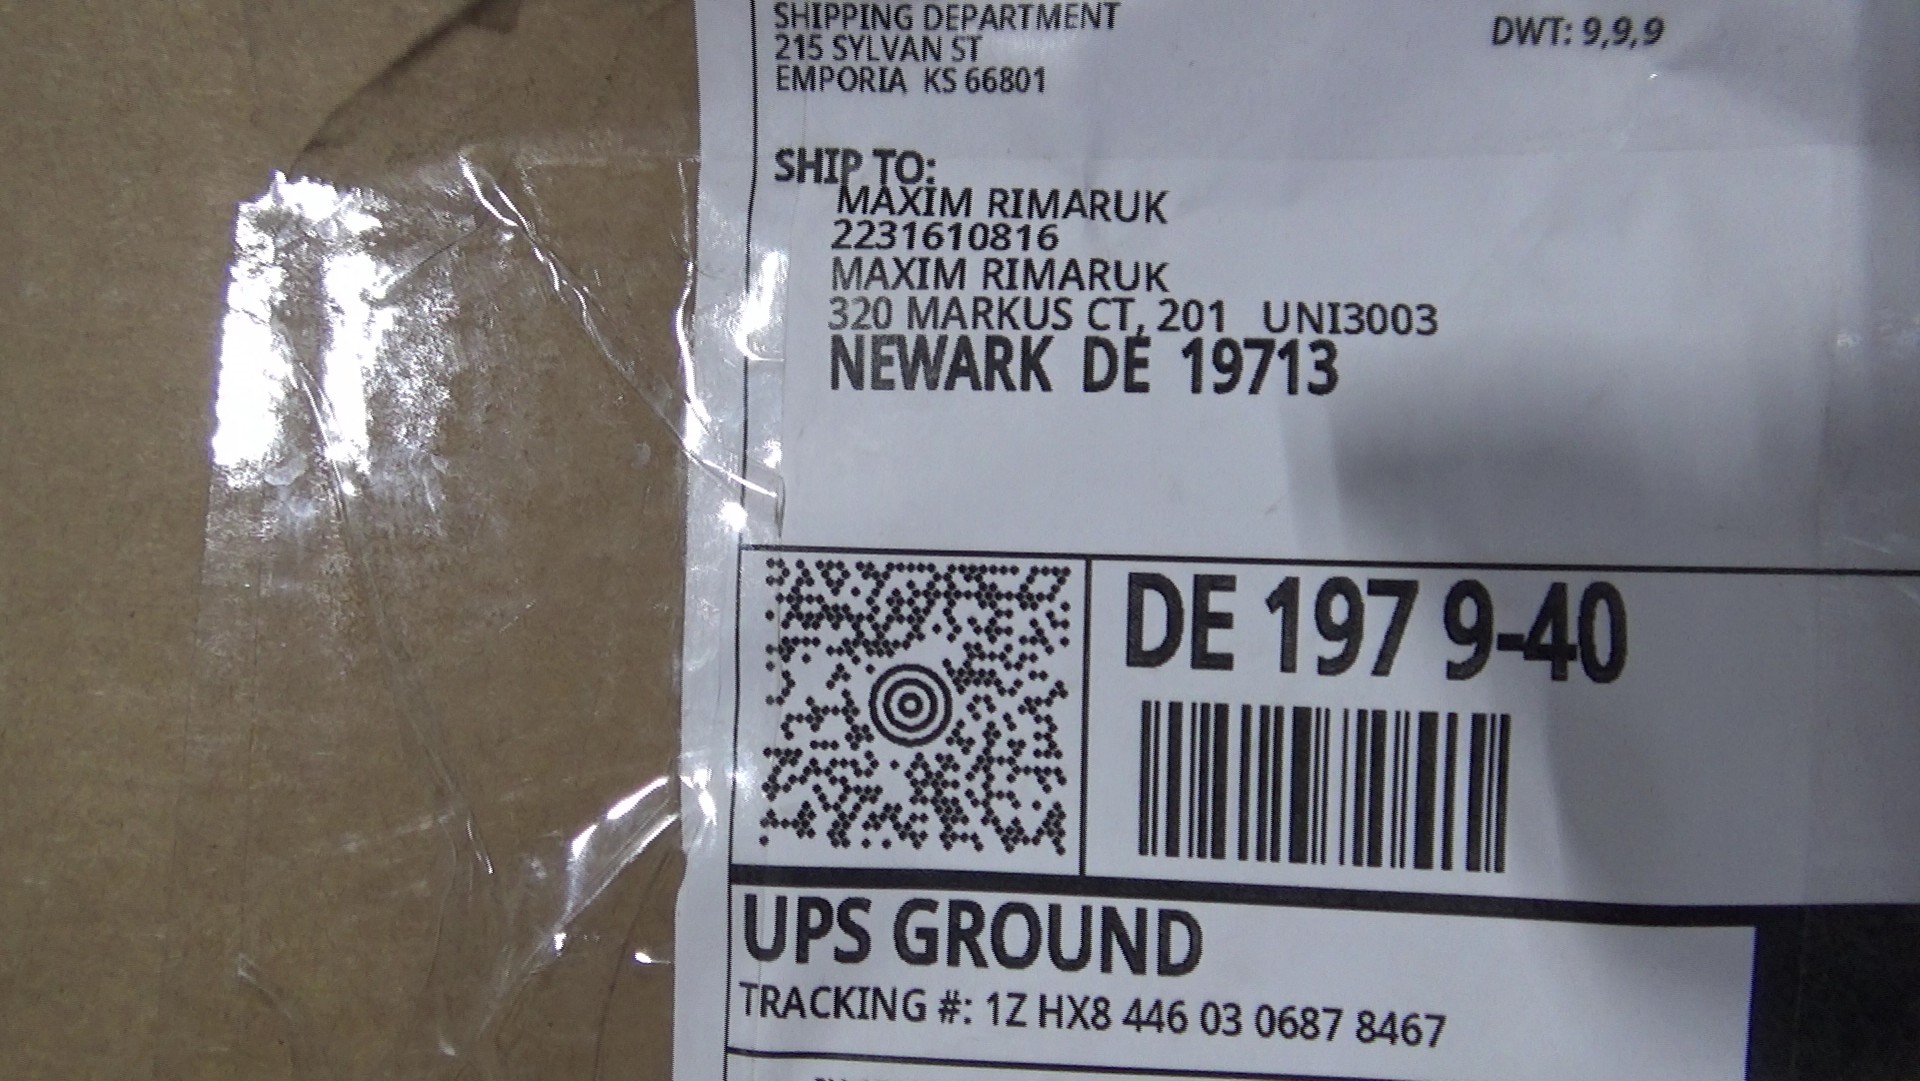 SHIPPING DEPARTMENT
215 SYLVAN ST
EMPORIA KS 66801
DWT: 9,9,9
SHIP TO:
MAXIM RIMARUK
2231610816
MAXIM RIMARUK
320 MARKUS CT, 201 UNI3003
NEWARK DE 19713
DE 197 9-40
UPS GROUND
TRACKING #: 1Z HX8 446 03 0687 8467